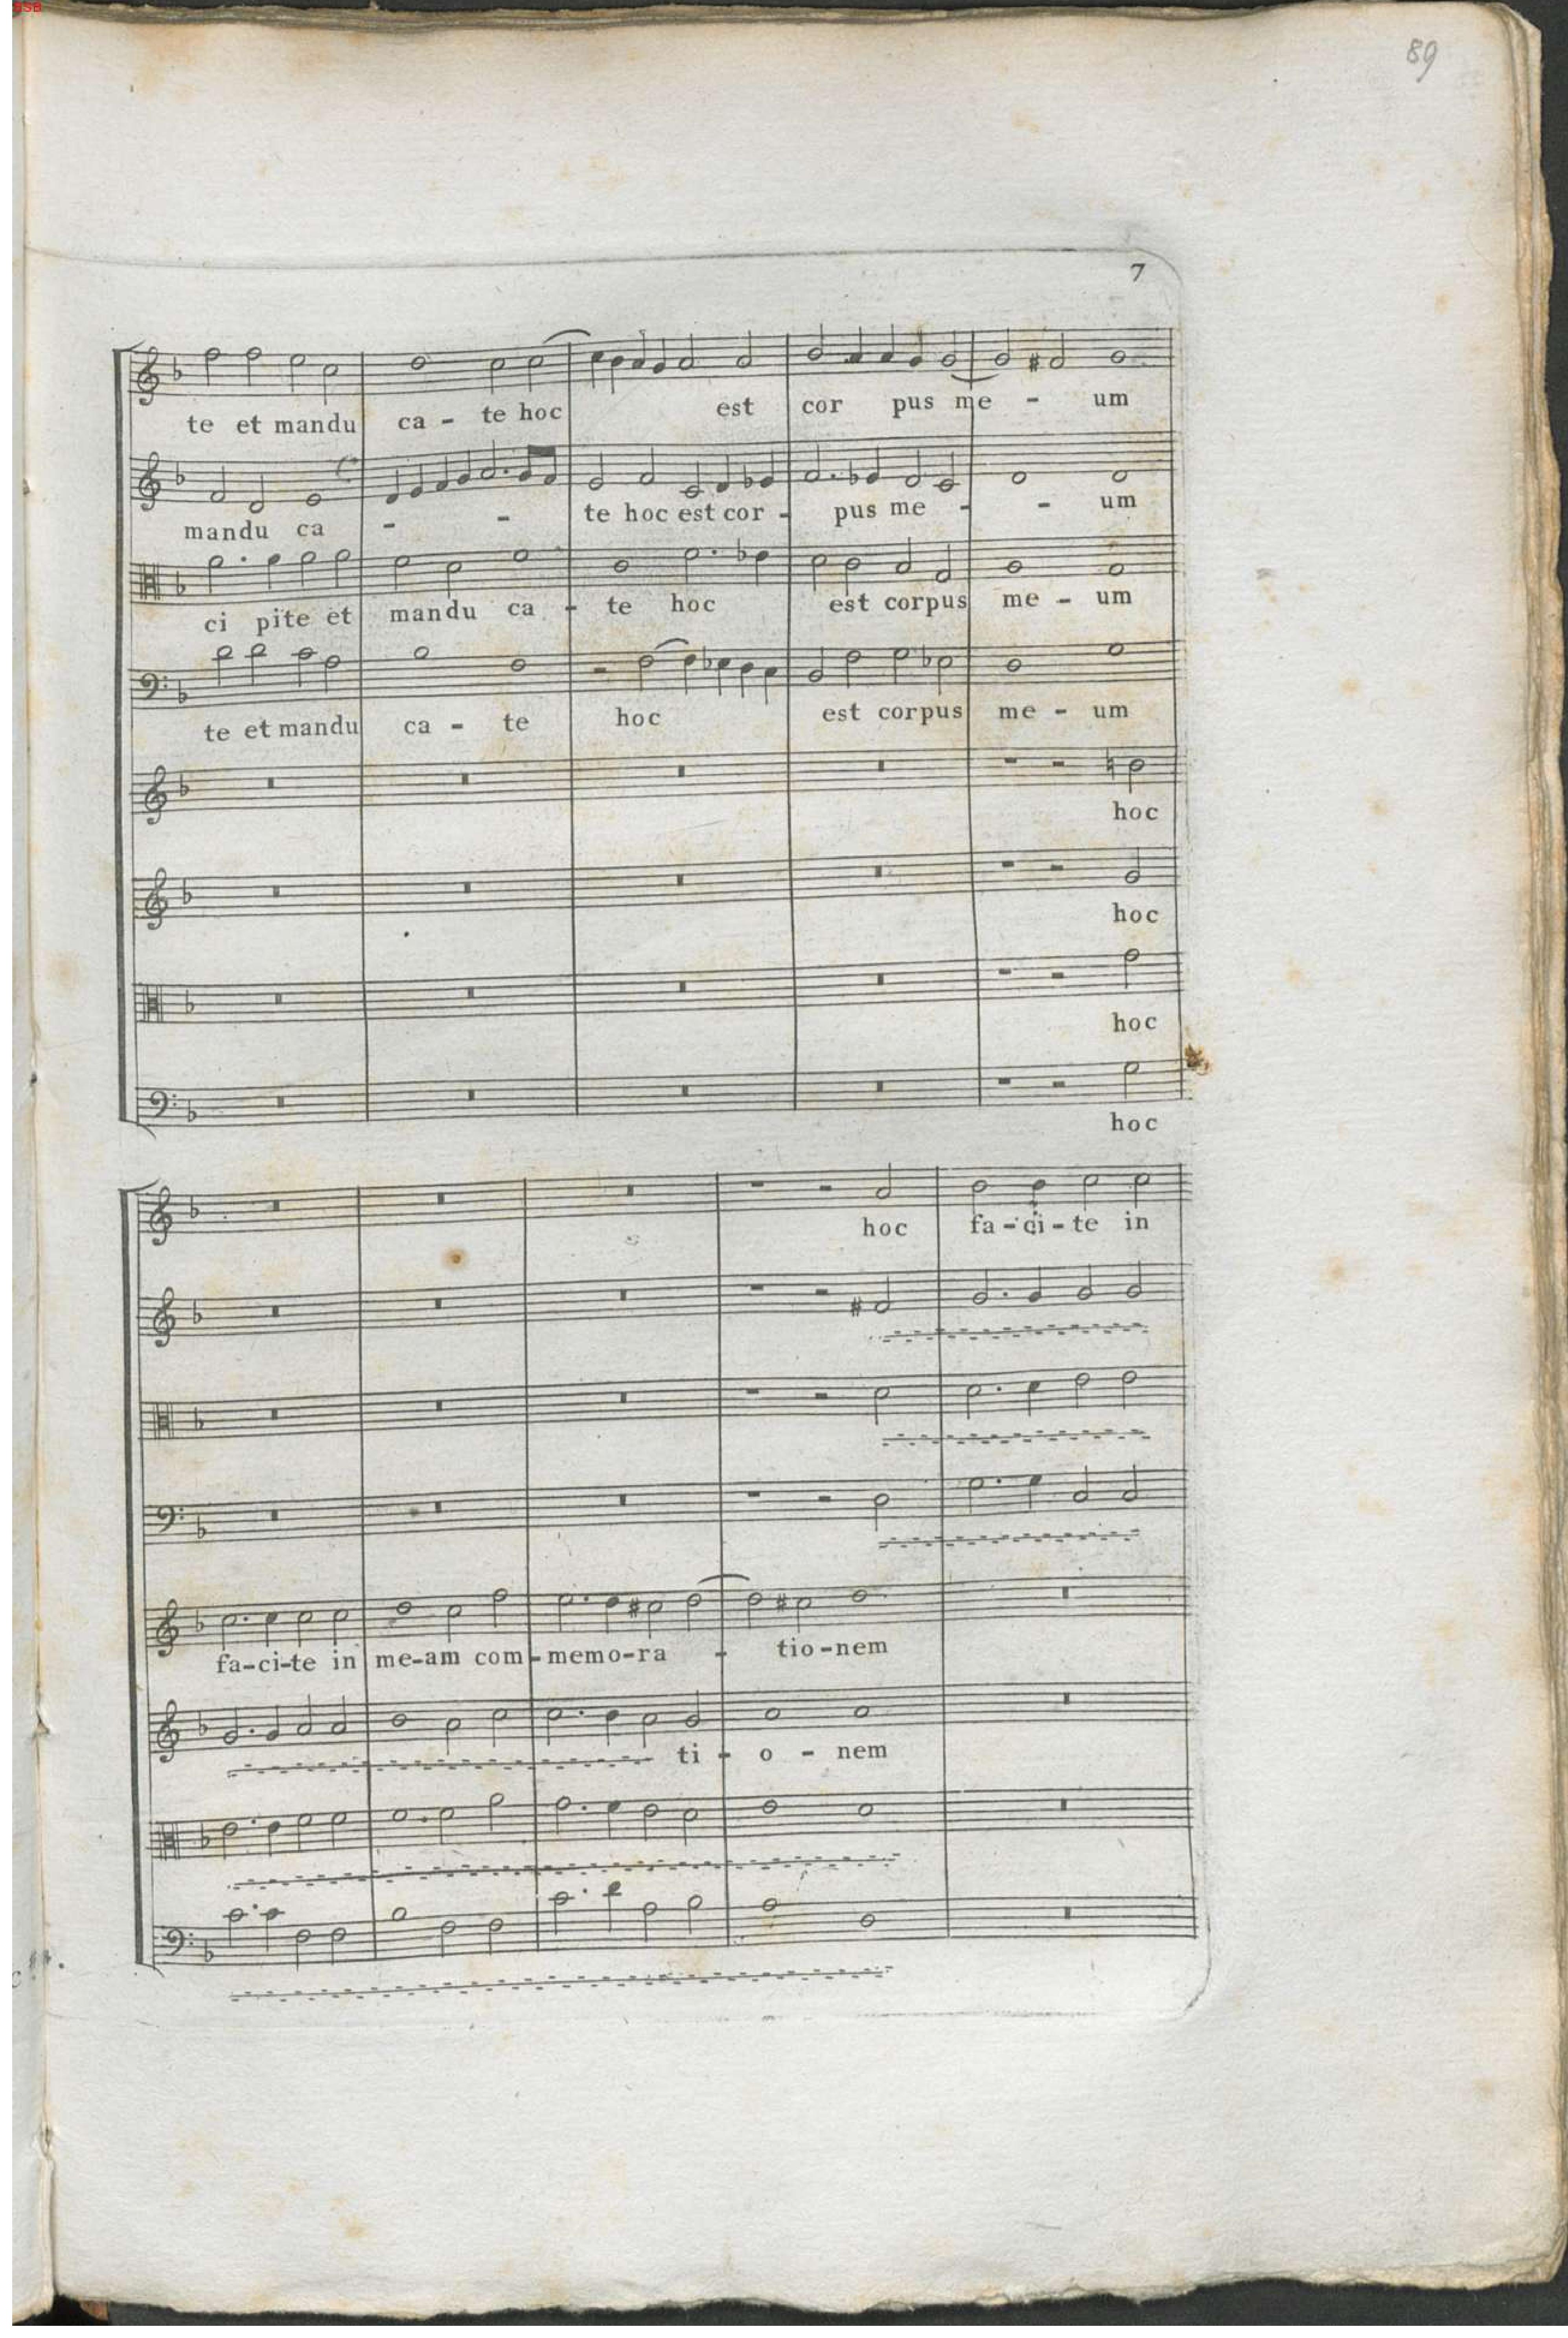 BSB
89
7
te et mandu ca - te hoc est cor pus me - um
mandu ca - - te hoc est cor - pus me - - um
ci pite et mandu ca - te hoc est corpus me - um
te et mandu ca - te hoc est corpus me - um
hoc
hoc
hoc
hoc
hoc fa-ci-te in
fa-ci-te in me-am com-memo-ra - tio-nem
ti - o - nem